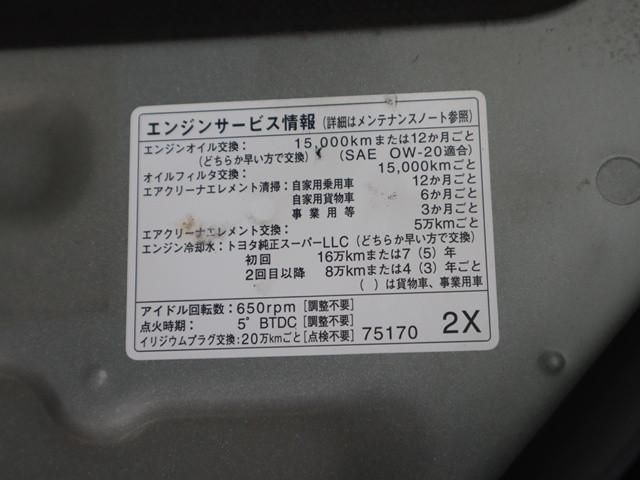 エンジンサービス情報（詳細はメンテナンスノート参照）
エンジンオイル交換： 15,000kmまたは12か月ごと
（どちらか早い方で交換） （SAE OW-20適合）
オイルフィルタ交換： 15,000kmごと
エアクリーナエレメント清掃：自家用乗用車 12か月ごと
自家用貨物車 6か月ごと
事業用等 3か月ごと
エアクリーナエレメント交換： 5万kmごと
エンジン冷却水：トヨタ純正スーパーLLC（どちらか早い方で交換）
初回 16万kmまたは7（5）年
2回目以降 8万kmまたは4（3）年ごと
（ ）は貨物車、事業用車
アイドル回転数：650rpm［調整不要］
点火時期： 5°BTDC［調整不要］
イリジウムプラグ交換：20万kmごと［点検不要］ 75170 2X